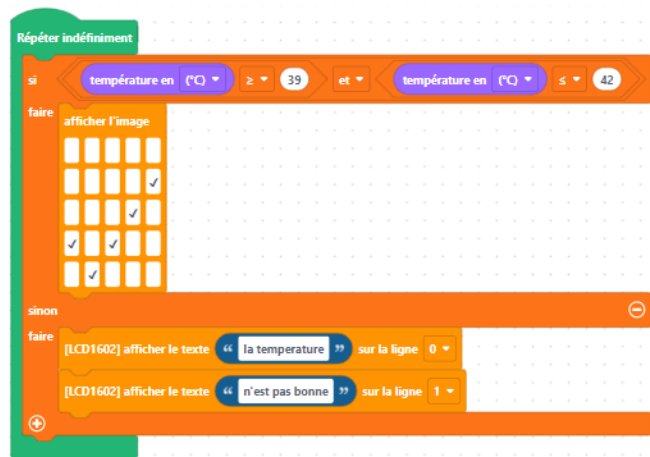 Répéter indéfiniment
si température en (°C) ≥ 39 et température en (°C) ≤ 42
faire afficher l'image
sinon
faire [LCD1602] afficher le texte “ la temperature ” sur la ligne 0
[LCD1602] afficher le texte “ n'est pas bonne ” sur la ligne 1